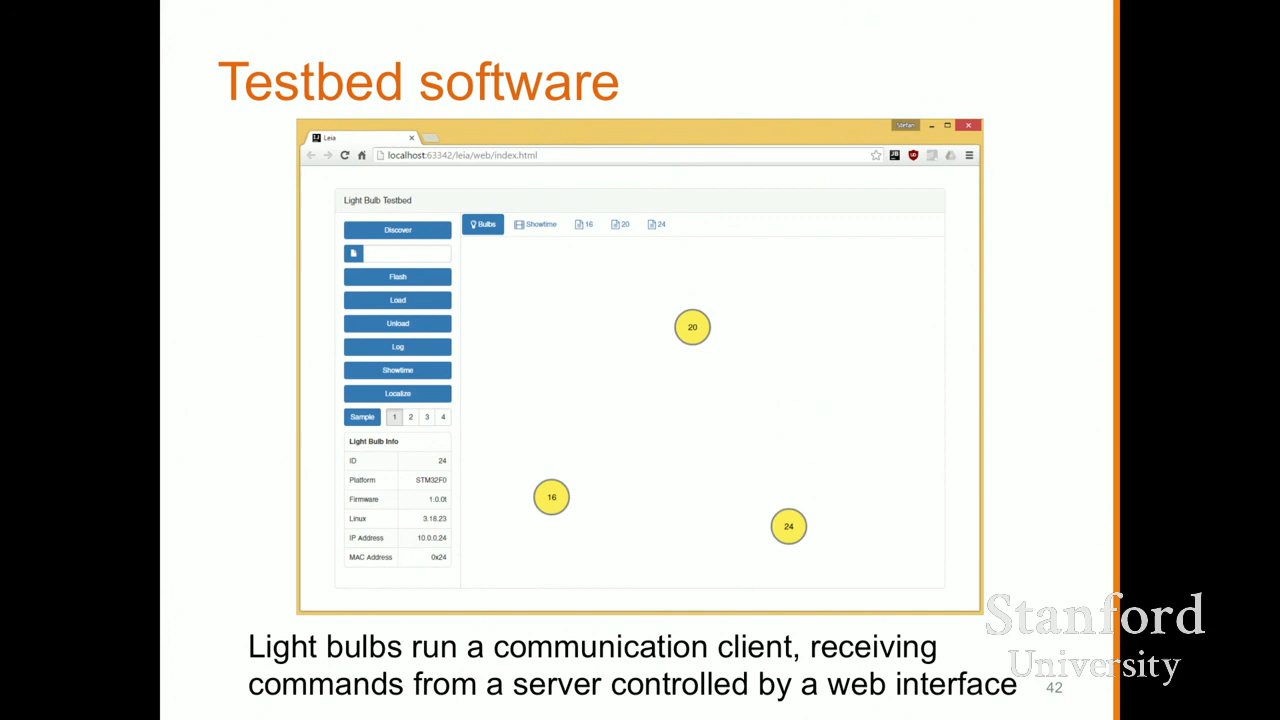 Testbed software
Stefan
Leia
localhost:63342/leia/web/index.html
Light Bulb Testbed
Discover
Flash
Load
Unload
Log
Showtime
Localize
Sample 1 2 3 4
Light Bulb Info
ID 24
Platform STM32F0
Firmware 1.0.0t
Linux 3.18.23
IP Address 10.0.0.24
MAC Address 0x24
Bulbs Showtime 16 20 24
20
16
24
Light bulbs run a communication client, receiving
commands from a server controlled by a web interface
42
Stanford
University